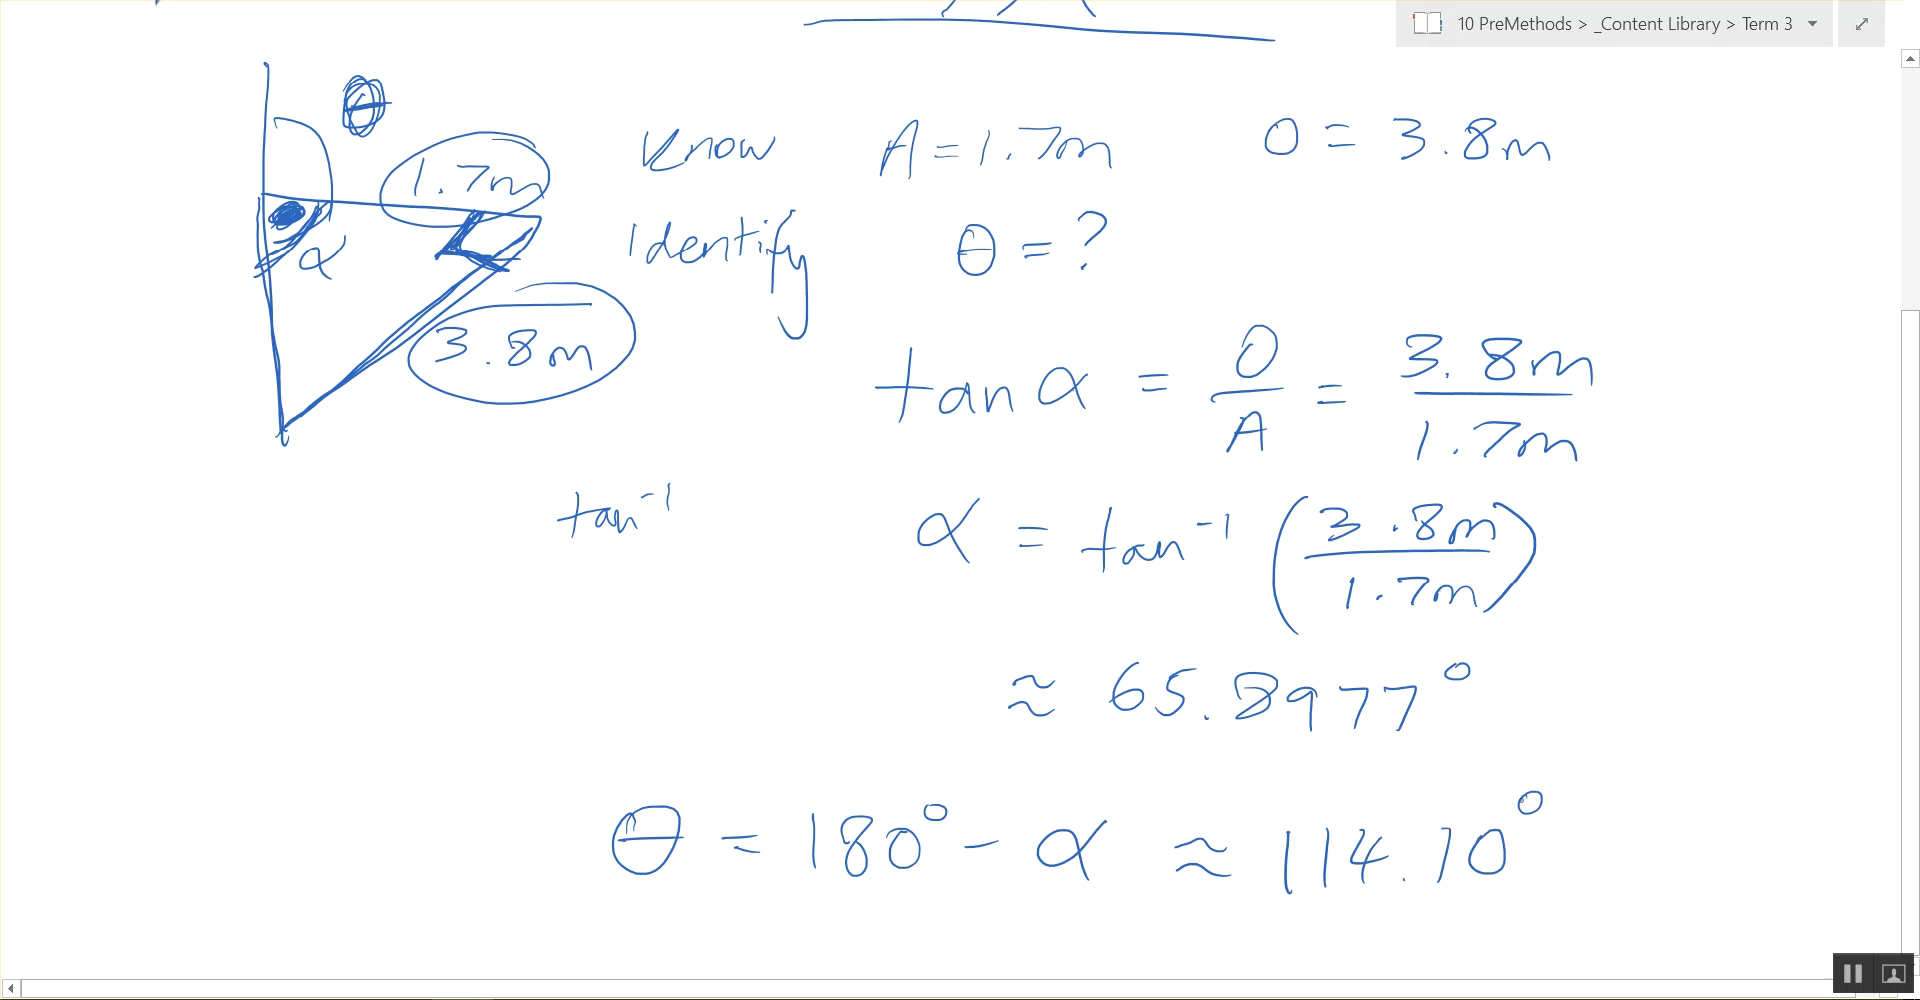 10 PreMethods > _Content Library > Term 3
θ
1.7m
α
3.8m
Know A = 1.7m O = 3.8m
Identify θ = ?
tan α = O/A = 3.8m/1.7m
tan⁻¹
α = tan⁻¹ (3.8m/1.7m)
≈ 65.8977°
θ = 180° - α ≈ 114.10°